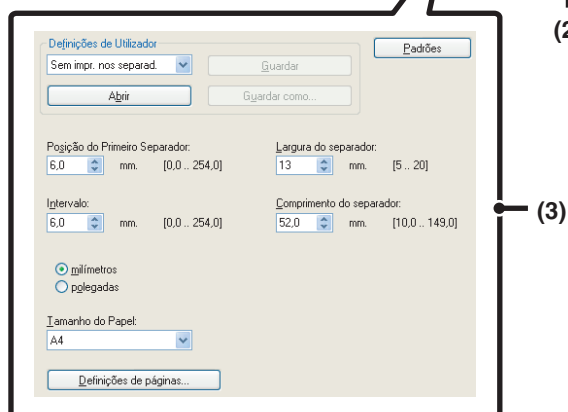 (2
Definições de Utilizador
Sem impr. nos separad.
Guardar
Padrões
Abrir
Guardar como...
Posição do Primeiro Separador:
Largura do separador:
6,0 mm. [0,0 .. 254,0]
13 mm. [5 .. 20]
Intervalo:
Comprimento do separador:
6,0 mm. [0,0 .. 254,0]
52,0 mm. [10,0 .. 149,0]
(3)
milímetros
polegadas
Tamanho do Papel:
A4
Definições de páginas...